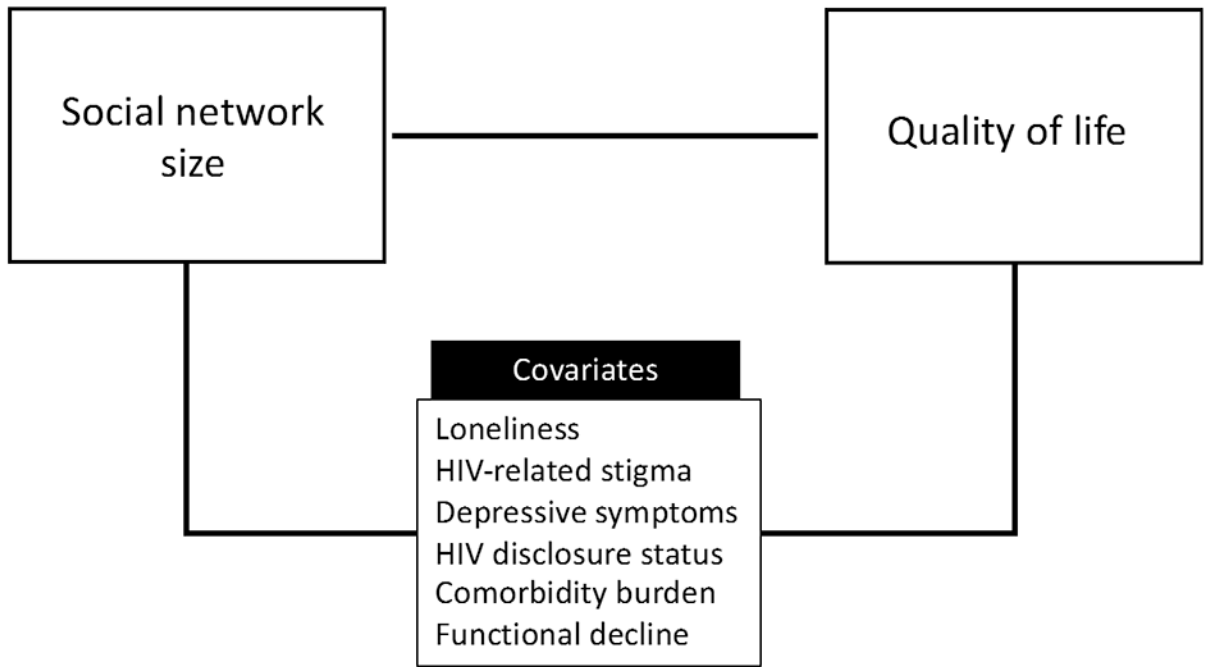 Social network
size
Quality of life
Covariates
Loneliness
HIV-related stigma
Depressive symptoms
HIV disclosure status
Comorbidity burden
Functional decline